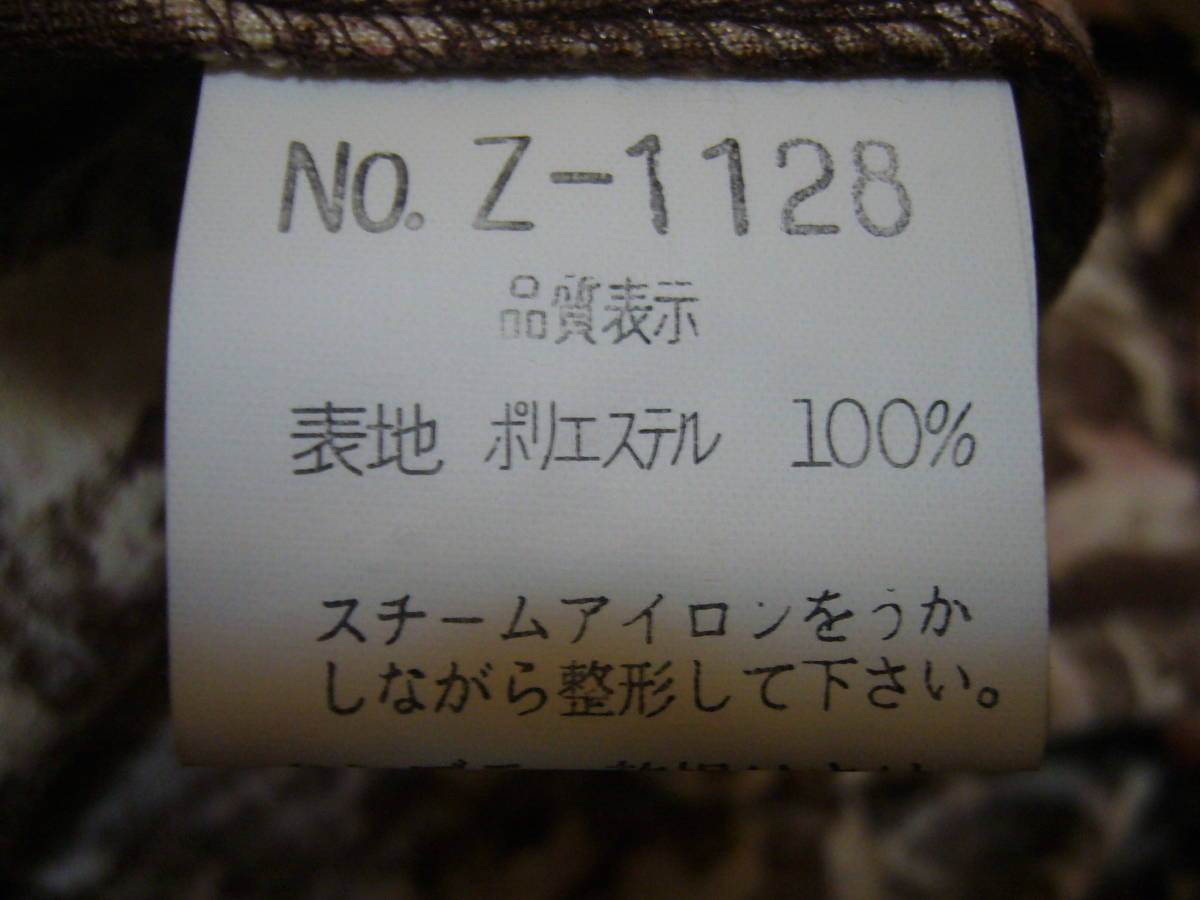 No. Z-1128
品質表示
表地 ポリエステル 100%
スチームアイロンをうか
しながら整形して下さい。